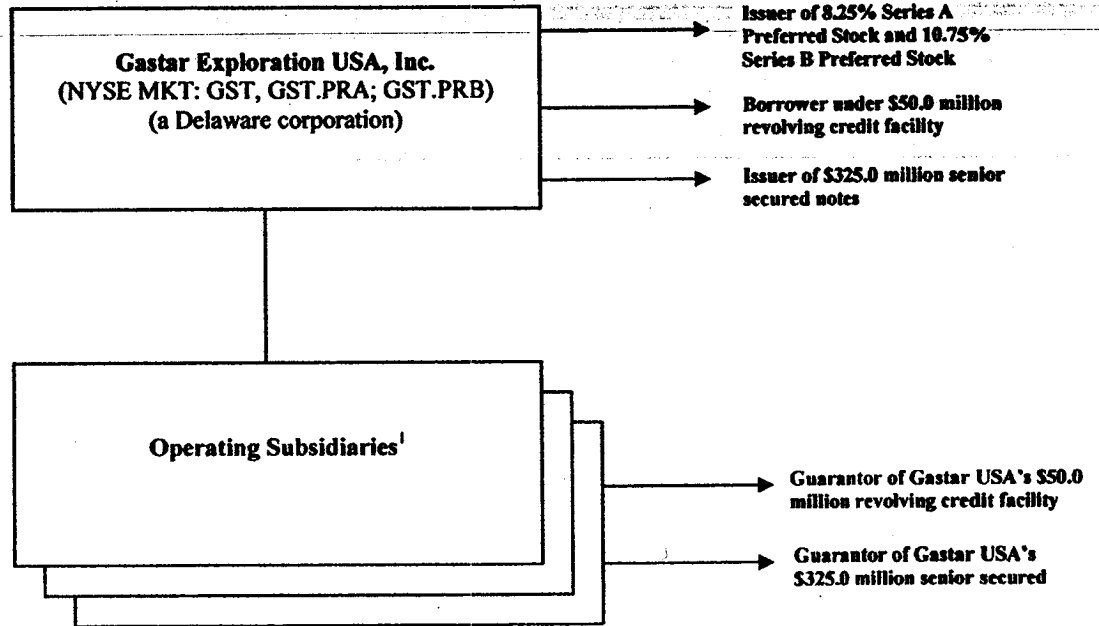 Issuer of 8.25% Series A
Preferred Stock and 10.75%
Series B Preferred Stock
Gastar Exploration USA, Inc.
(NYSE MKT: GST, GST.PRA; GST.PRB)
(a Delaware corporation)
Borrower under $50.0 million
revolving credit facility
Issuer of $325.0 million senior
secured notes
Operating Subsidiaries¹
Guarantor of Gastar USA's $50.0
million revolving credit facility
Guarantor of Gastar USA's
$325.0 million senior secured